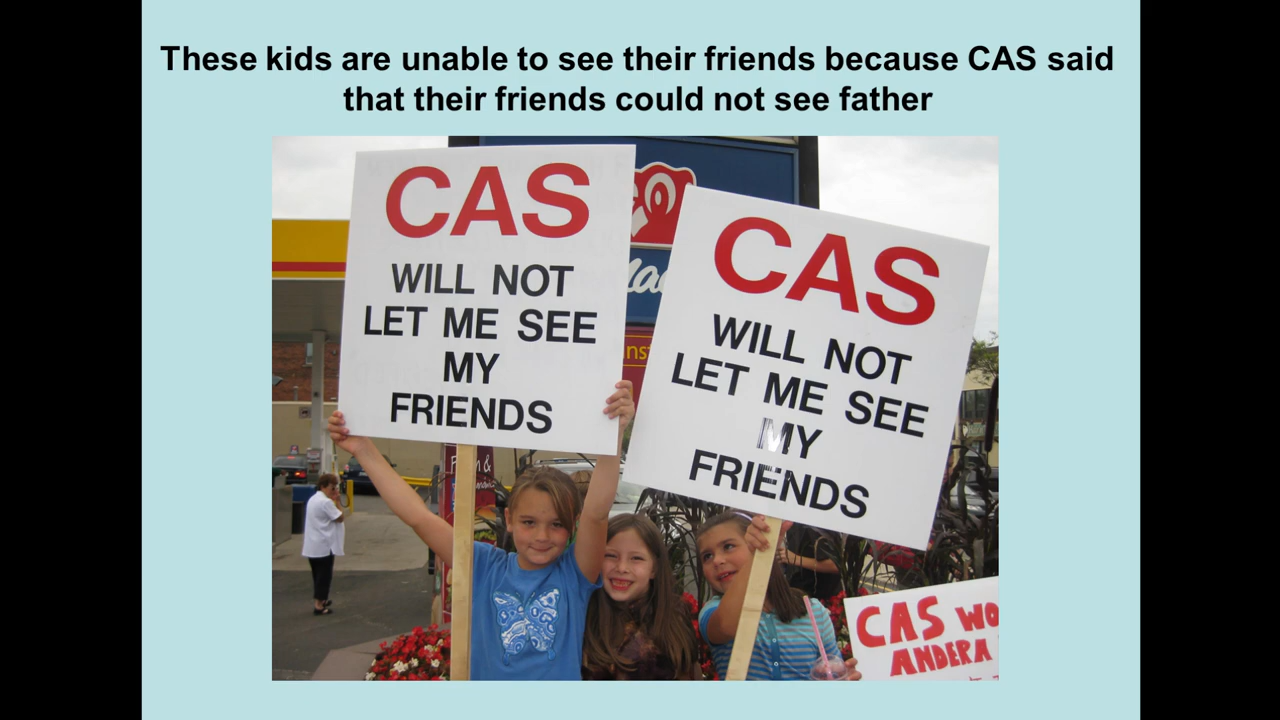 These kids are unable to see their friends because CAS said
that their friends could not see father
CAS
WILL NOT
LET ME SEE
MY
FRIENDS
CAS
WILL NOT
LET ME SEE
MY
FRIENDS
CAS
ANDERA